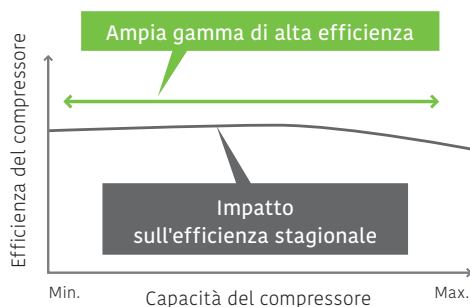 Ampia gamma di alta efficienza
Efficienza del compressore
Impatto
sull'efficienza stagionale
Min.
Capacità del compressore
Max.